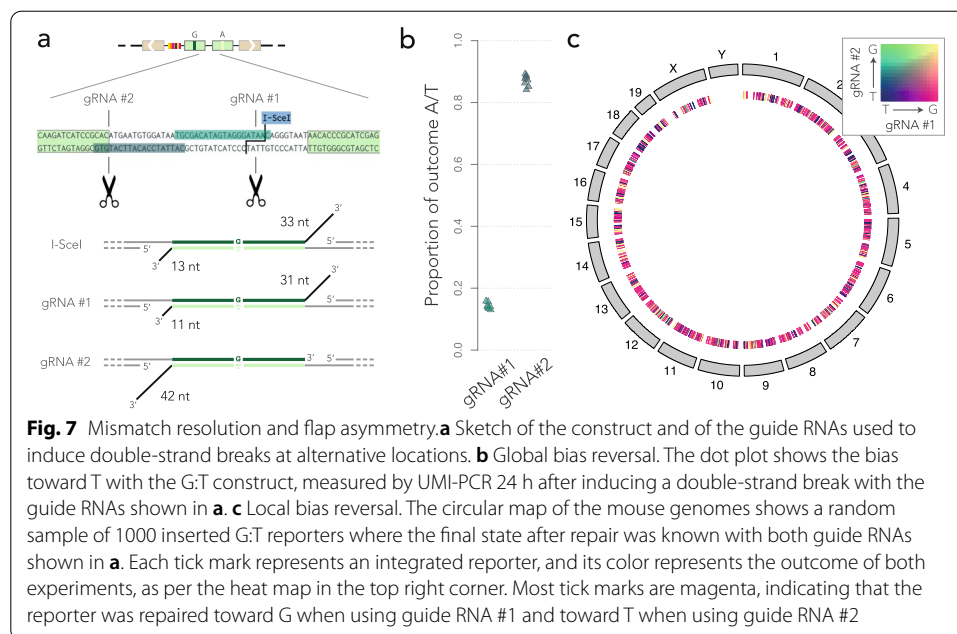 a
G A
gRNA #2 gRNA #1
I-SceI
CAAGATCATCCGCACATGAATGTGGATAATGCGACATAGTAGGGATAACAGGGTAATAACACCCGCATCGAG
GTTCTAGTAGGCGTGTACTTACACCTATTACGCTGTATCATCCCTATTGTCCCATTATTGTGGGCGTAGCTC
3′
33 nt
I-SceI 5′ G 5′
3′ 13 nt
3′
31 nt
gRNA #1 5′ G 5′
3′ 11 nt
gRNA #2 5′ G 3′ 5′
3′ 42 nt
b
Proportion of outcome A/T
1.0
0.8
0.6
0.4
0.2
0.0
gRNA#1
gRNA#2
c
X Y 1 2 4 5 6 7 8 9 10 11 12 13 14 15 16 17 18 19
gRNA #2
G
T
T G
gRNA #1
Fig. 7 Mismatch resolution and flap asymmetry.a Sketch of the construct and of the guide RNAs used to
induce double-strand breaks at alternative locations. b Global bias reversal. The dot plot shows the bias
toward T with the G:T construct, measured by UMI-PCR 24 h after inducing a double-strand break with the
guide RNAs shown in a. c Local bias reversal. The circular map of the mouse genomes shows a random
sample of 1000 inserted G:T reporters where the final state after repair was known with both guide RNAs
shown in a. Each tick mark represents an integrated reporter, and its color represents the outcome of both
experiments, as per the heat map in the top right corner. Most tick marks are magenta, indicating that the
reporter was repaired toward G when using guide RNA #1 and toward T when using guide RNA #2